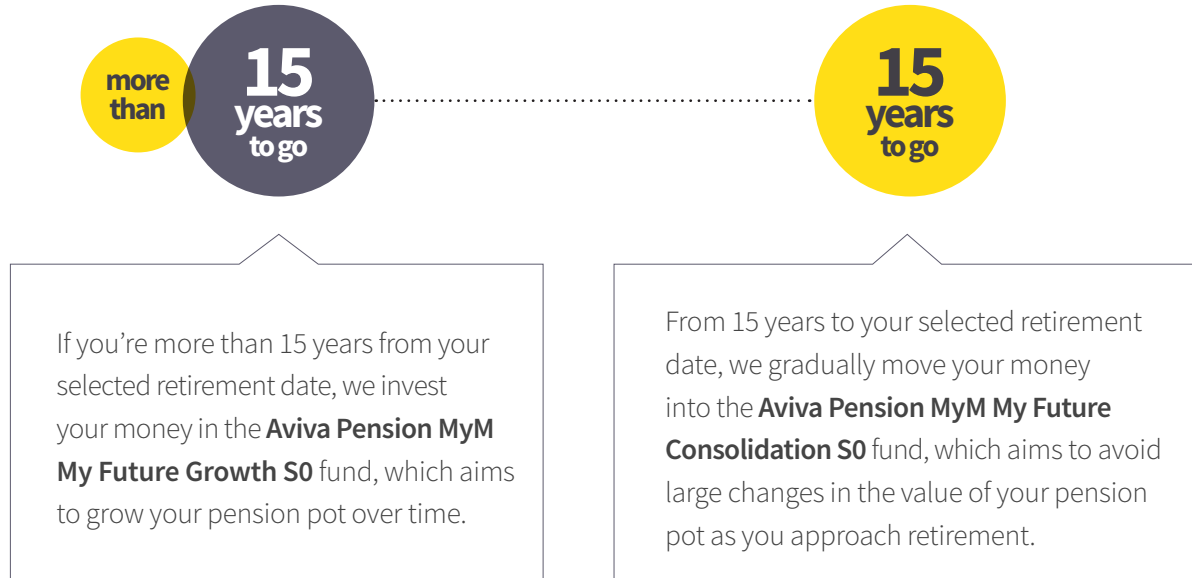 more
than
15
years
to go
15
years
to go
If you’re more than 15 years from your
selected retirement date, we invest
your money in the Aviva Pension MyM
My Future Growth S0 fund, which aims
to grow your pension pot over time.
From 15 years to your selected retirement
date, we gradually move your money
into the Aviva Pension MyM My Future
Consolidation S0 fund, which aims to avoid
large changes in the value of your pension
pot as you approach retirement.